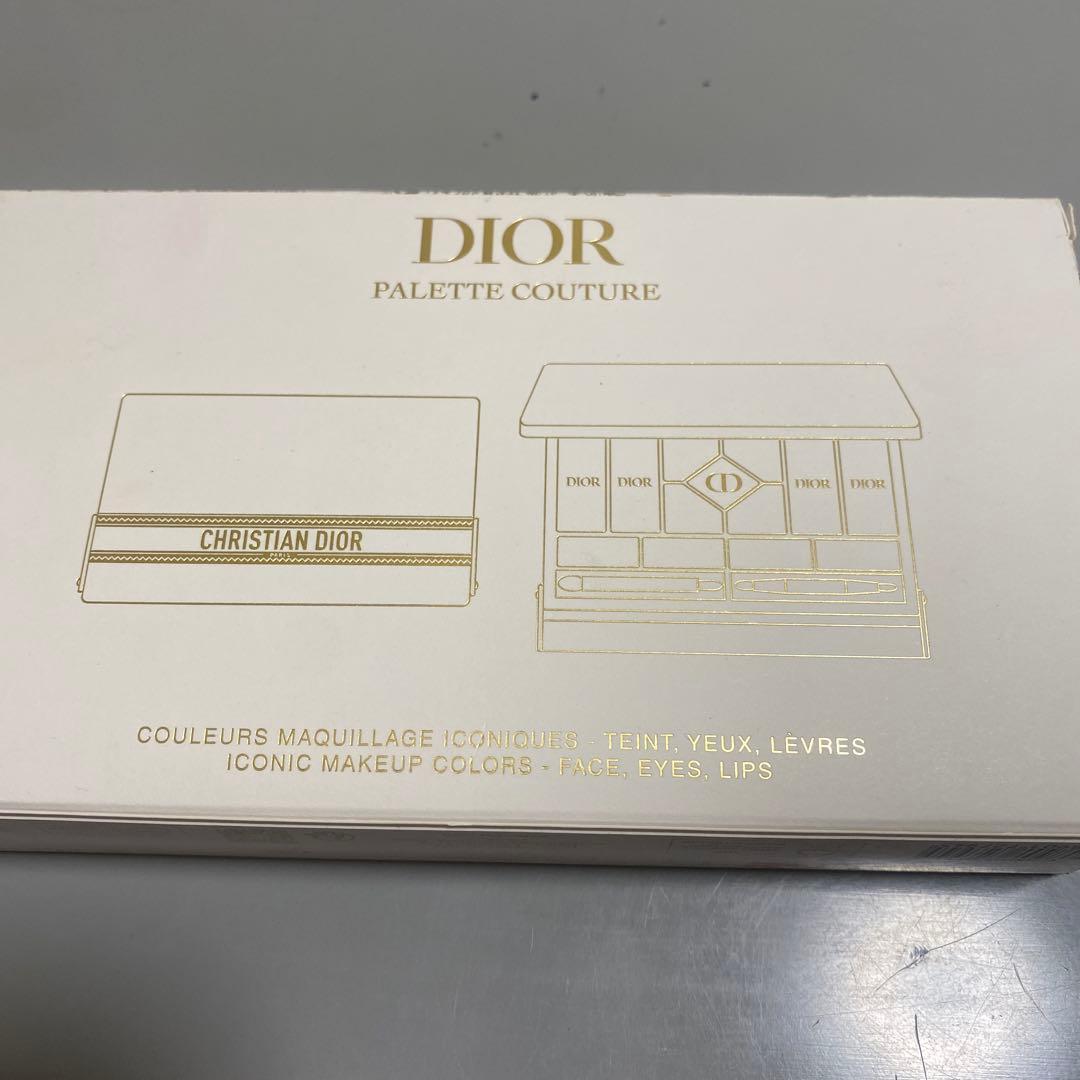 DIOR
PALETTE COUTURE
DIOR DIOR CD DIOR DIOR
CHRISTIAN DIOR
PARIS
COULEURS MAQUILLAGE ICONIQUES - TEINT, YEUX, LÈVRES
ICONIC MAKEUP COLORS - FACE, EYES, LIPS